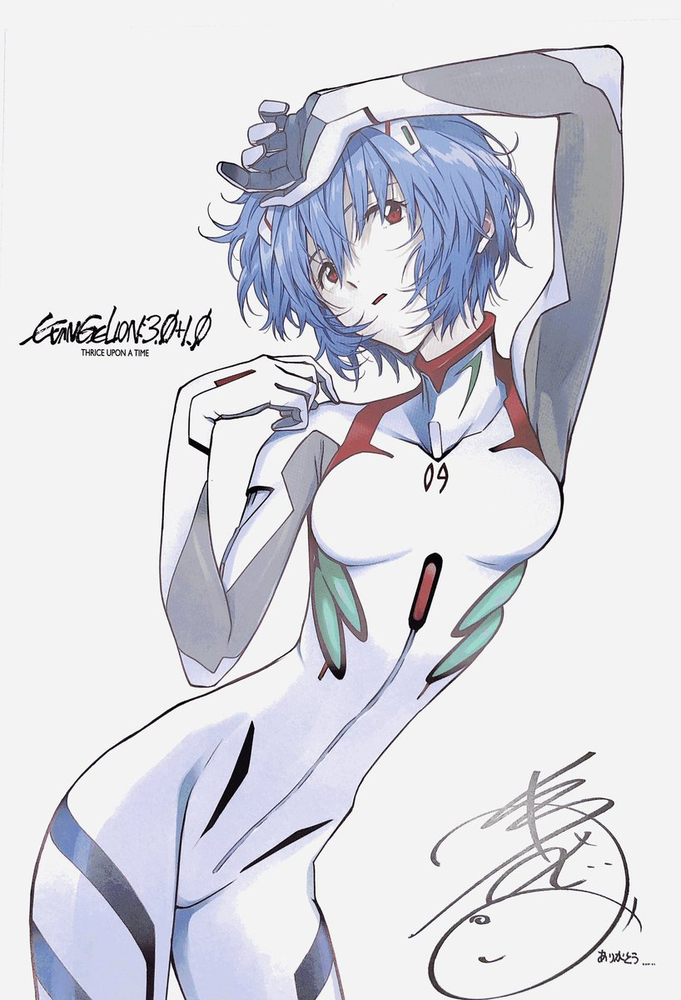 EVANGELION:3.0+1.0
THRICE UPON A TIME
09
ありがとう……